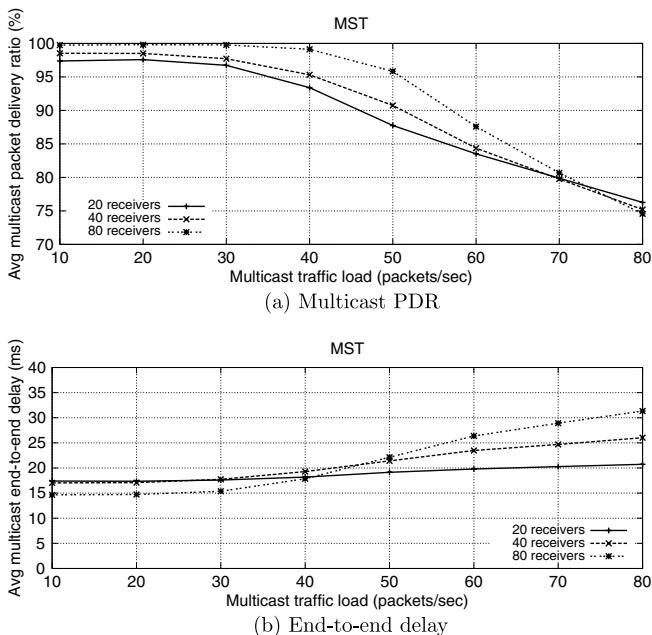 MST
Avg multicast packet delivery ratio (%)
100
95
90
85
80
75
70
20 receivers
40 receivers
80 receivers
10 20 30 40 50 60 70 80
Multicast traffic load (packets/sec)
(a) Multicast PDR
MST
Avg multicast end-to-end delay (ms)
40
35
30
25
20
15
10
5
0
20 receivers
40 receivers
80 receivers
10 20 30 40 50 60 70 80
Multicast traffic load (packets/sec)
(b) End-to-end delay